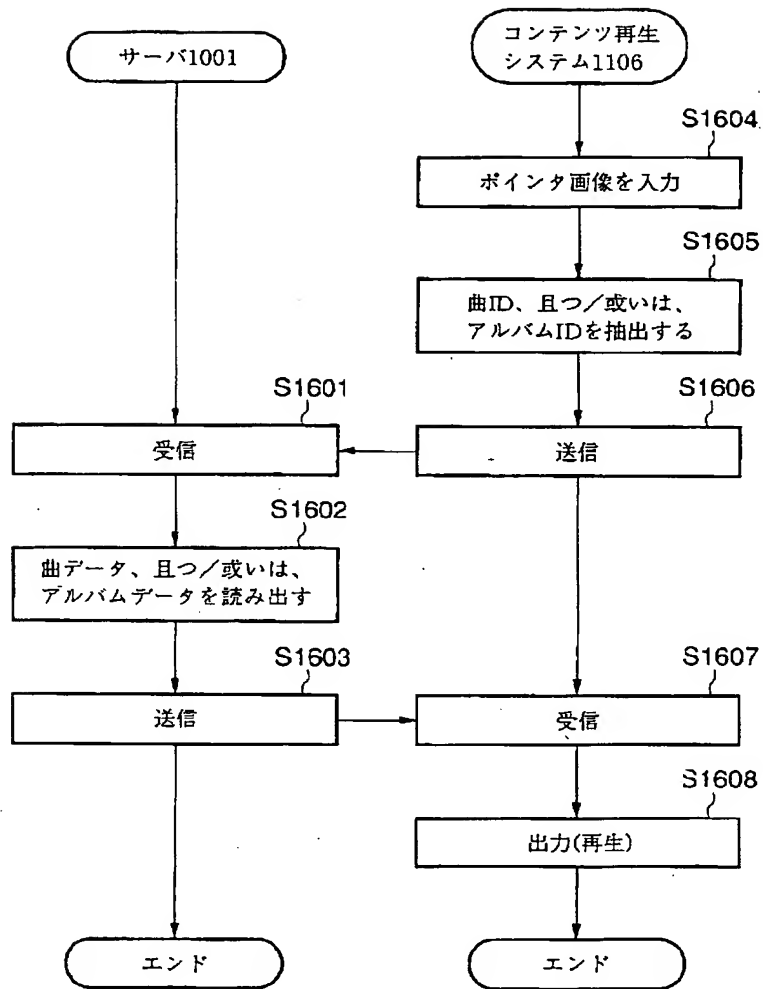 サーバ1001
コンテンツ再生
システム1106
S1604
ポインタ画像を入力
S1605
曲ID、且つ/或いは、
アルバムIDを抽出する
S1601
受信
S1606
送信
S1602
曲データ、且つ/或いは、
アルバムデータを読み出す
S1603
送信
S1607
受信
S1608
出力(再生)
エンド
エンド